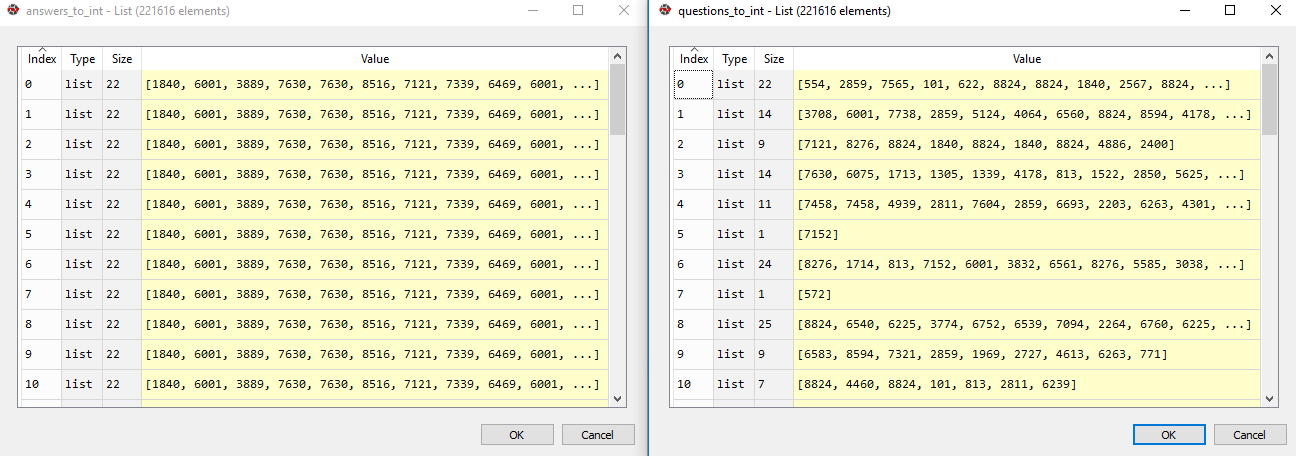 answers_to_int - List (221616 elements)
Index Type Size Value
0 list 22 [1840, 6001, 3889, 7630, 7630, 8516, 7121, 7339, 6469, 6001, ...]
1 list 22 [1840, 6001, 3889, 7630, 7630, 8516, 7121, 7339, 6469, 6001, ...]
2 list 22 [1840, 6001, 3889, 7630, 7630, 8516, 7121, 7339, 6469, 6001, ...]
3 list 22 [1840, 6001, 3889, 7630, 7630, 8516, 7121, 7339, 6469, 6001, ...]
4 list 22 [1840, 6001, 3889, 7630, 7630, 8516, 7121, 7339, 6469, 6001, ...]
5 list 22 [1840, 6001, 3889, 7630, 7630, 8516, 7121, 7339, 6469, 6001, ...]
6 list 22 [1840, 6001, 3889, 7630, 7630, 8516, 7121, 7339, 6469, 6001, ...]
7 list 22 [1840, 6001, 3889, 7630, 7630, 8516, 7121, 7339, 6469, 6001, ...]
8 list 22 [1840, 6001, 3889, 7630, 7630, 8516, 7121, 7339, 6469, 6001, ...]
9 list 22 [1840, 6001, 3889, 7630, 7630, 8516, 7121, 7339, 6469, 6001, ...]
10 list 22 [1840, 6001, 3889, 7630, 7630, 8516, 7121, 7339, 6469, 6001, ...]
OK Cancel
questions_to_int - List (221616 elements)
Index Type Size Value
0 list 22 [554, 2859, 7565, 101, 622, 8824, 8824, 1840, 2567, 8824, ...]
1 list 14 [3708, 6001, 7738, 2859, 5124, 4064, 6560, 8824, 8594, 4178, ...]
2 list 9 [7121, 8276, 8824, 1840, 8824, 1840, 8824, 4886, 2400]
3 list 14 [7630, 6075, 1713, 1305, 1339, 4178, 813, 1522, 2850, 5625, ...]
4 list 11 [7458, 7458, 4939, 2811, 7604, 2859, 6693, 2203, 6263, 4301, ...]
5 list 1 [7152]
6 list 24 [8276, 1714, 813, 7152, 6001, 3832, 6561, 8276, 5585, 3038, ...]
7 list 1 [572]
8 list 25 [8824, 6540, 6225, 3774, 6752, 6539, 7094, 2264, 6760, 6225, ...]
9 list 9 [6583, 8594, 7321, 2859, 1969, 2727, 4613, 6263, 771]
10 list 7 [8824, 4460, 8824, 101, 813, 2811, 6239]
OK Cancel